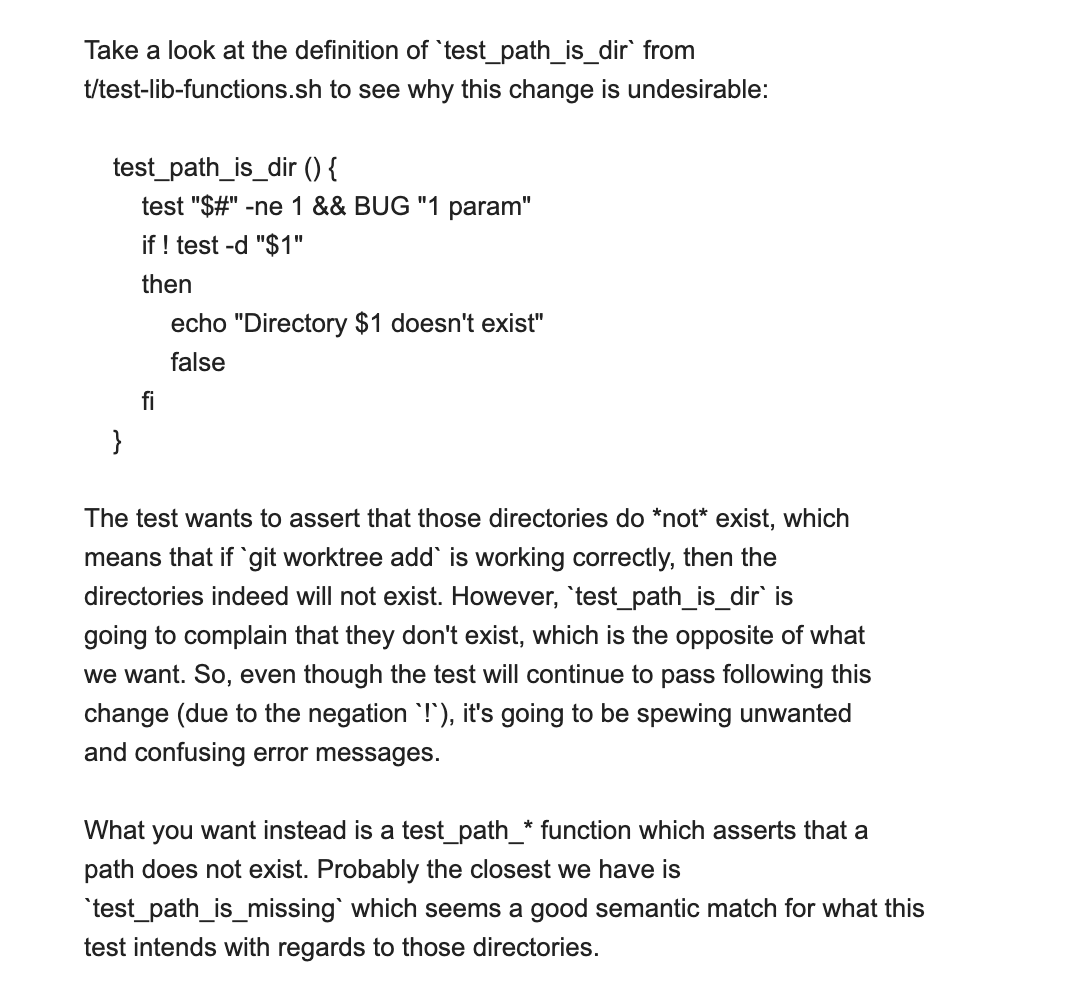 Take a look at the definition of `test_path_is_dir` from
t/test-lib-functions.sh to see why this change is undesirable:
test_path_is_dir () {
test "$#" -ne 1 && BUG "1 param"
if ! test -d "$1"
then
echo "Directory $1 doesn't exist"
false
fi
}
The test wants to assert that those directories do *not* exist, which
means that if `git worktree add` is working correctly, then the
directories indeed will not exist. However, `test_path_is_dir` is
going to complain that they don't exist, which is the opposite of what
we want. So, even though the test will continue to pass following this
change (due to the negation `!`), it's going to be spewing unwanted
and confusing error messages.
What you want instead is a test_path_* function which asserts that a
path does not exist. Probably the closest we have is
`test_path_is_missing` which seems a good semantic match for what this
test intends with regards to those directories.